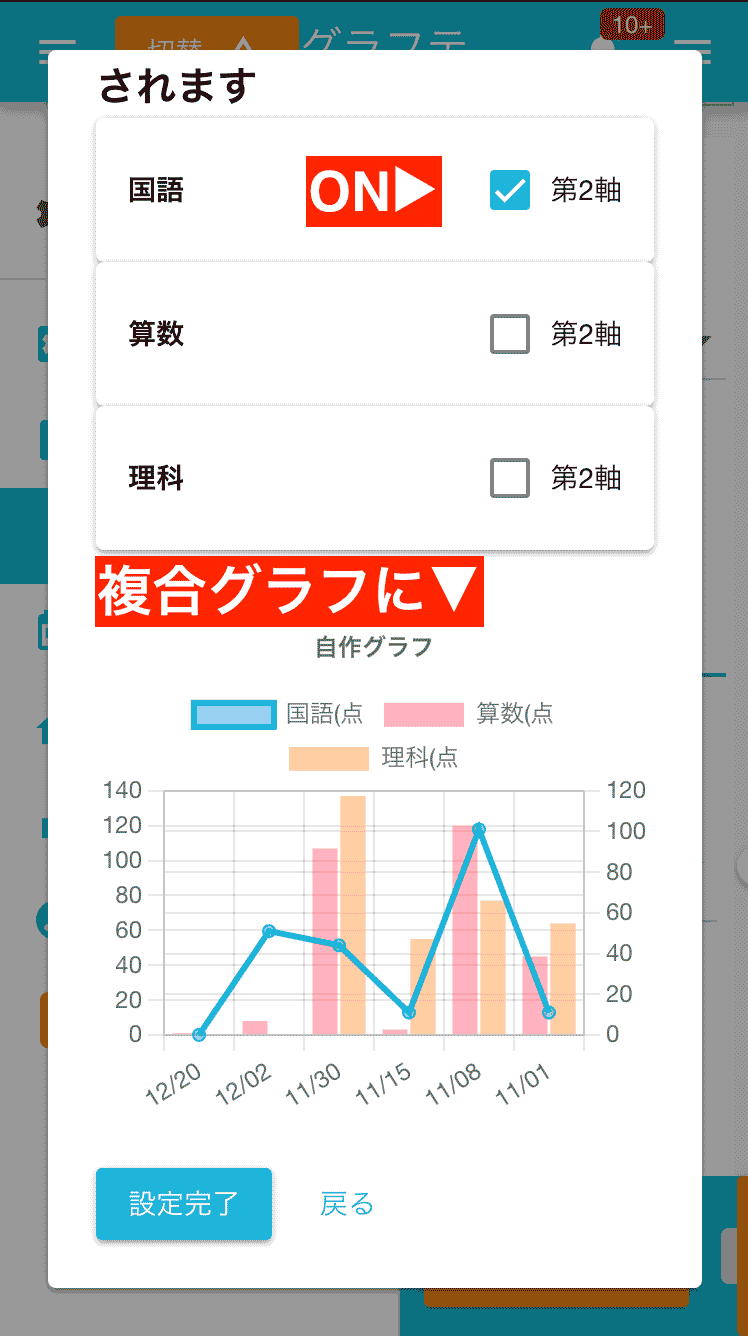 切替
グラフテ
10+
されます
国語 ON▶ 第2軸
算数 第2軸
理科 第2軸
複合グラフに▼
自作グラフ
国語(点 算数(点
理科(点
140 120
120 100
100 80
80 60
60 40
40 20
20 0
0
12/20 12/02 11/30 11/15 11/08 11/01
設定完了 戻る